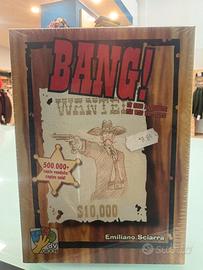 BANG!
WANTED
500.000+
copie vendute
copies sold!
$10,000
Emiliano Sciarra